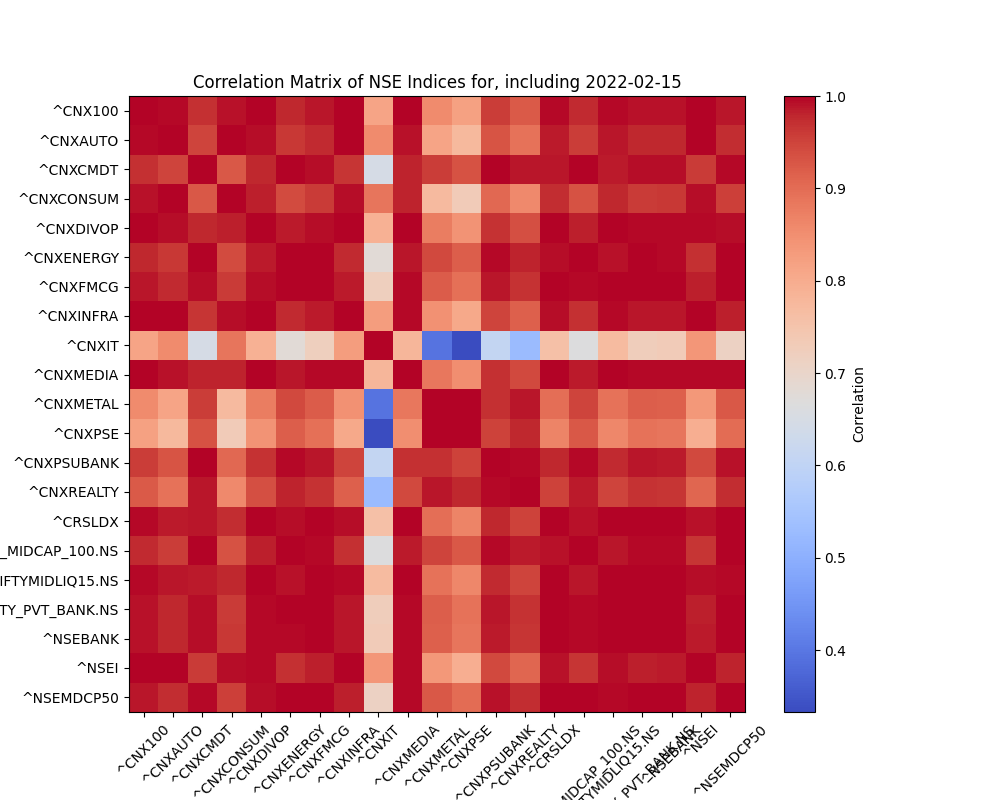 Correlation Matrix of NSE Indices for, including 2022-02-15
^CNX100
^CNXAUTO
^CNXCMDT
^CNXCONSUM
^CNXDIVOP
^CNXENERGY
^CNXFMCG
^CNXINFRA
^CNXIT
^CNXMEDIA
^CNXMETAL
^CNXPSE
^CNXPSUBANK
^CNXREALTY
^CRSLDX
_MIDCAP_100.NS
IFTYMIDLIQ15.NS
TY_PVT_BANK.NS
^NSEBANK
^NSEI
^NSEMDCP50
^CNX100
^CNXAUTO
^CNXCMDT
^CNXCONSUM
^CNXDIVOP
^CNXENERGY
^CNXFMCG
^CNXINFRA
^CNXIT
^CNXMEDIA
^CNXMETAL
^CNXPSE
^CNXPSUBANK
^CNXREALTY
^CRSLDX
MIDCAP_100.NS
TYMIDLIQ15.NS
_PVT_BANK.NS
^NSEBANK
^NSEI
^NSEMDCP50
1.0
0.9
0.8
0.7
0.6
0.5
0.4
Correlation